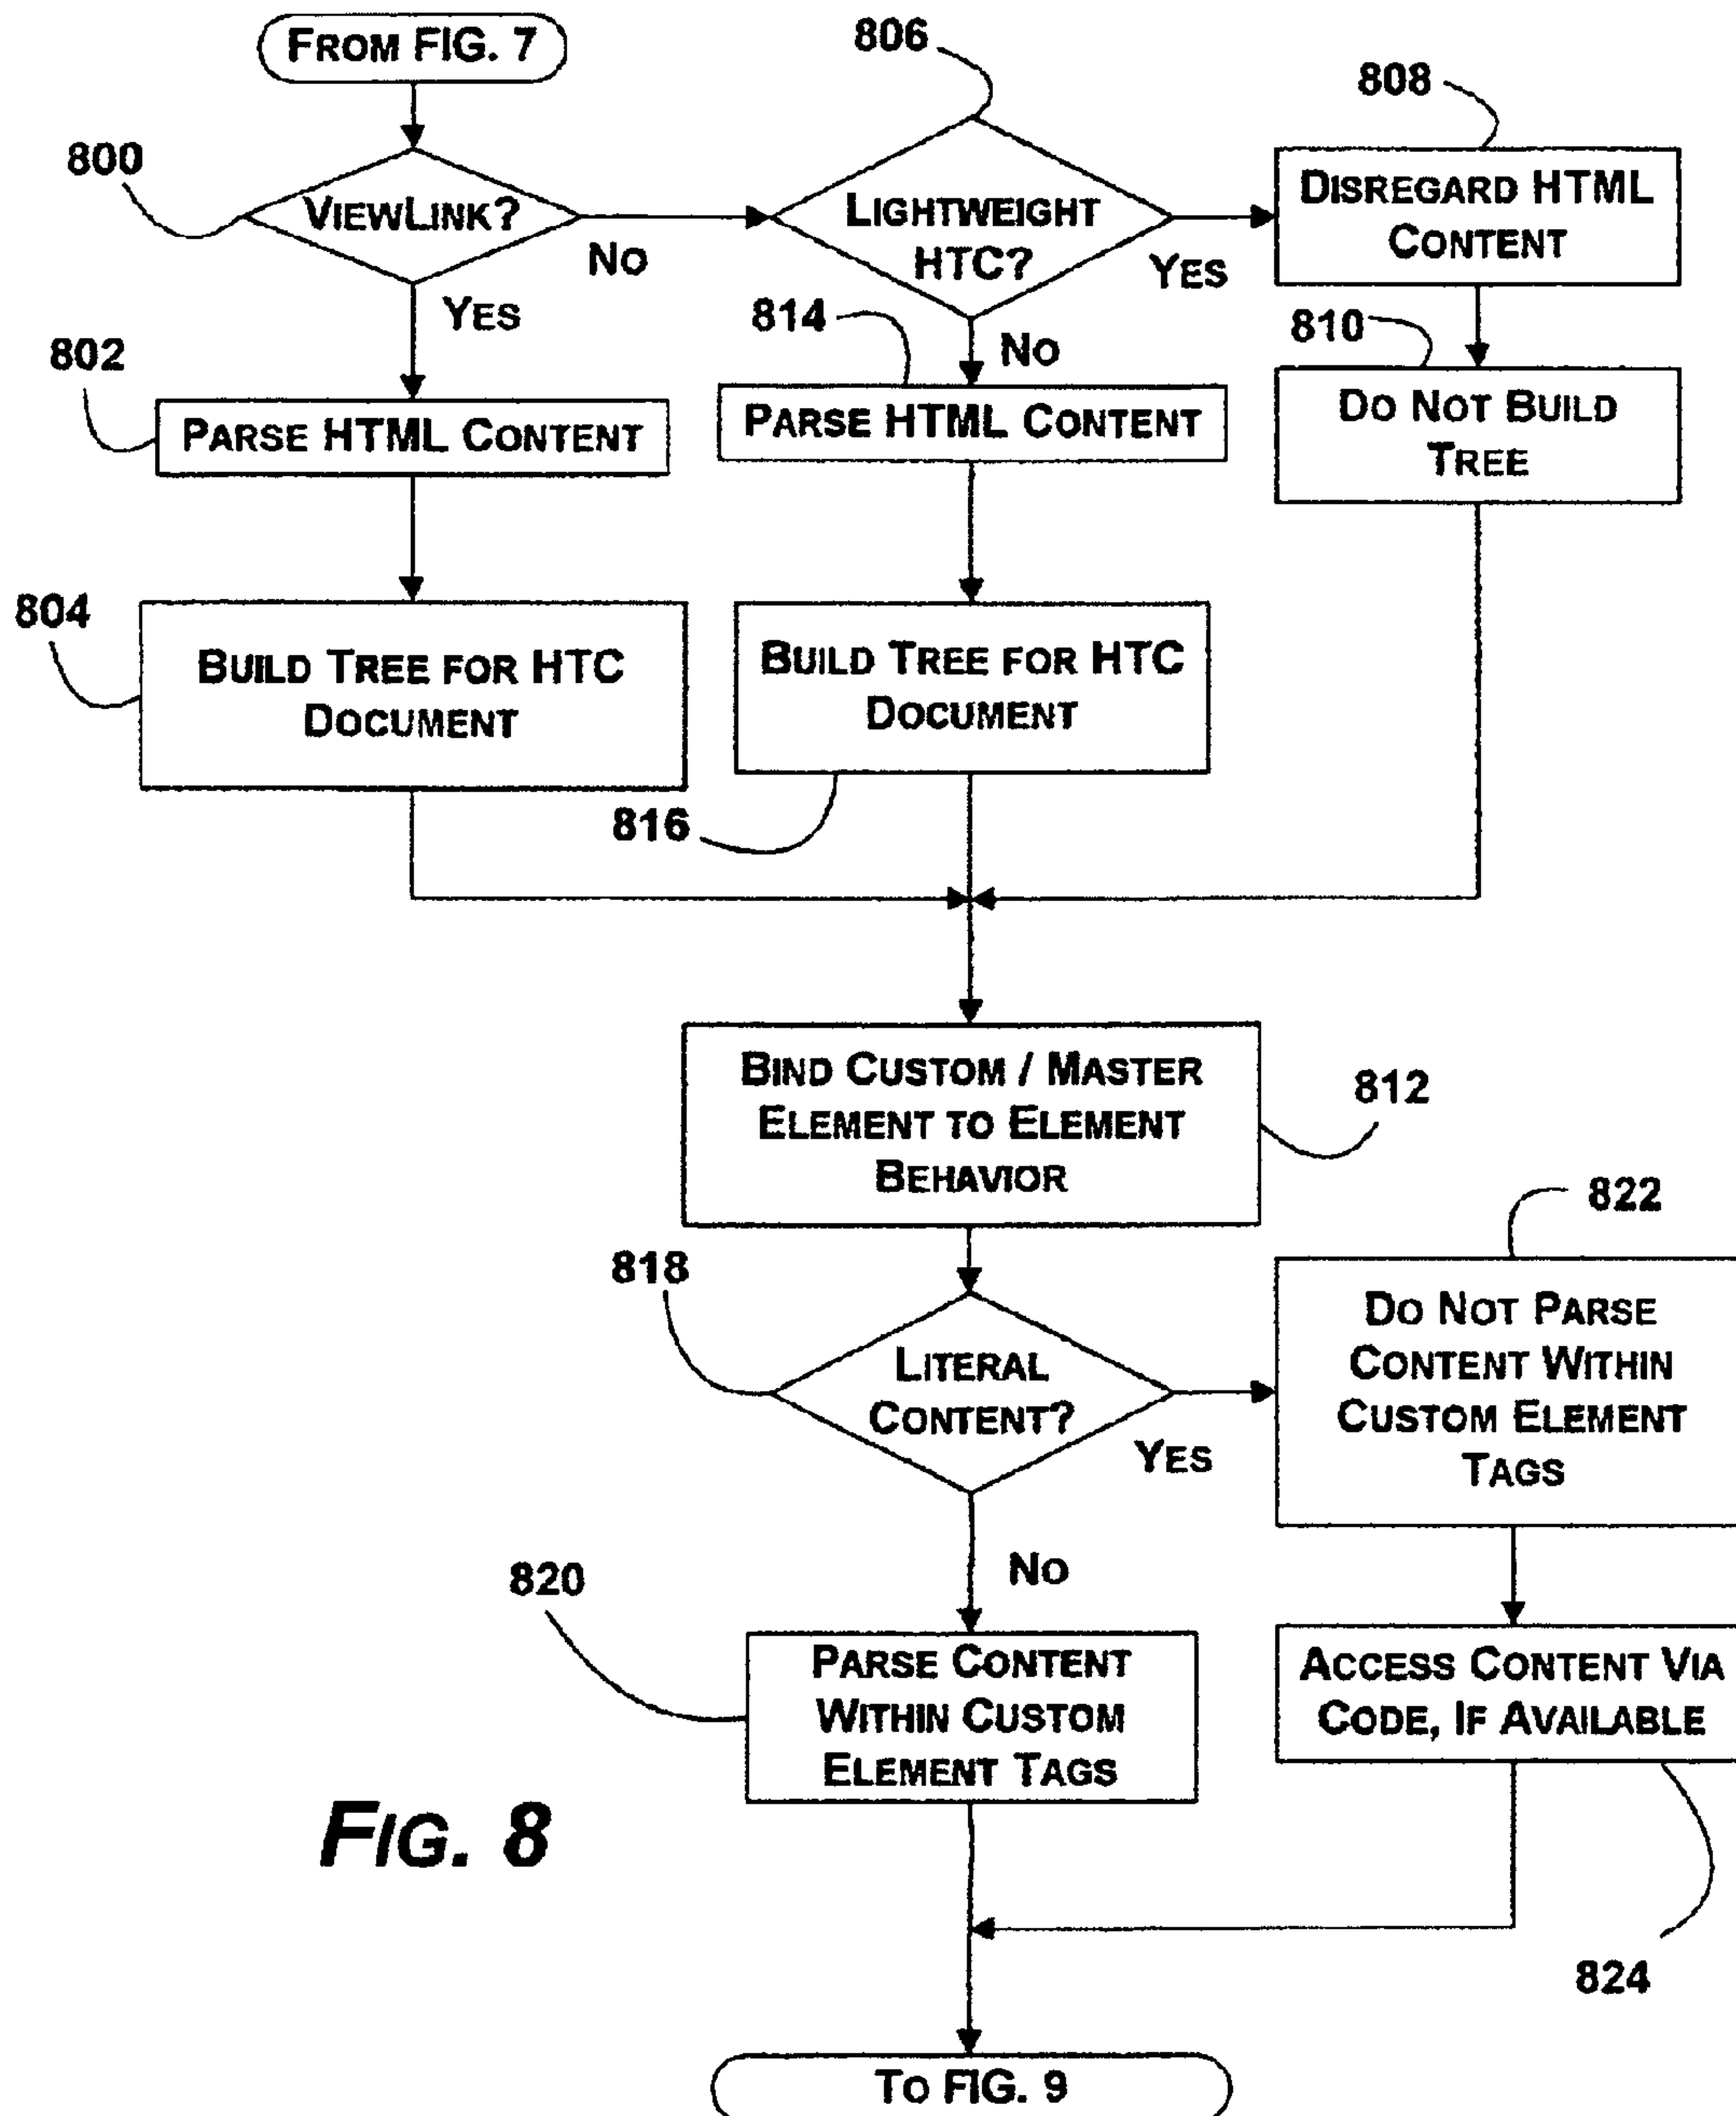 FROM FIG. 7
806
808
800
VIEWLINK?
NO
YES
LIGHTWEIGHT
HTC?
YES
NO
DISREGARD HTML
CONTENT
810
802
814
PARSE HTML CONTENT
PARSE HTML CONTENT
DO NOT BUILD
TREE
804
BUILD TREE FOR HTC
DOCUMENT
BUILD TREE FOR HTC
DOCUMENT
816
BIND CUSTOM / MASTER
ELEMENT TO ELEMENT
BEHAVIOR
812
818
LITERAL
CONTENT?
YES
NO
822
DO NOT PARSE
CONTENT WITHIN
CUSTOM ELEMENT
TAGS
820
PARSE CONTENT
WITHIN CUSTOM
ELEMENT TAGS
ACCESS CONTENT VIA
CODE, IF AVAILABLE
824
FIG. 8
TO FIG. 9